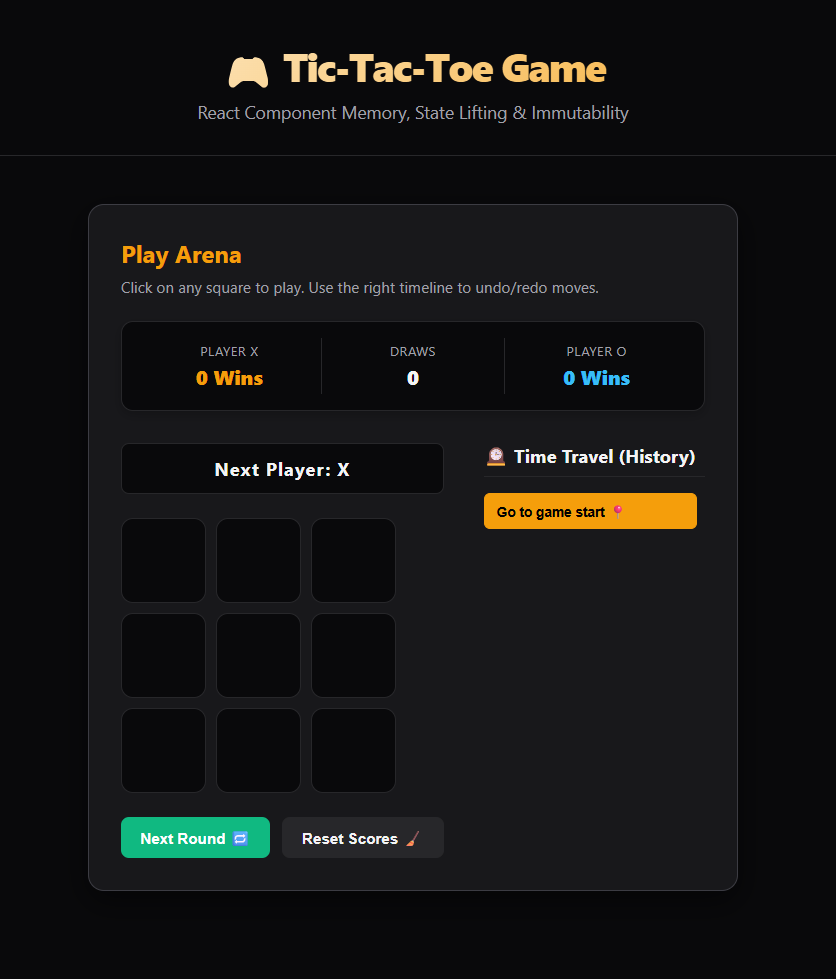 🎮 Tic-Tac-Toe Game
React Component Memory, State Lifting & Immutability
Play Arena
Click on any square to play. Use the right timeline to undo/redo moves.
PLAYER X
0 Wins
DRAWS
0
PLAYER O
0 Wins
Next Player: X
🕰️ Time Travel (History)
Go to game start 📍
Next Round 🔁
Reset Scores 🧹